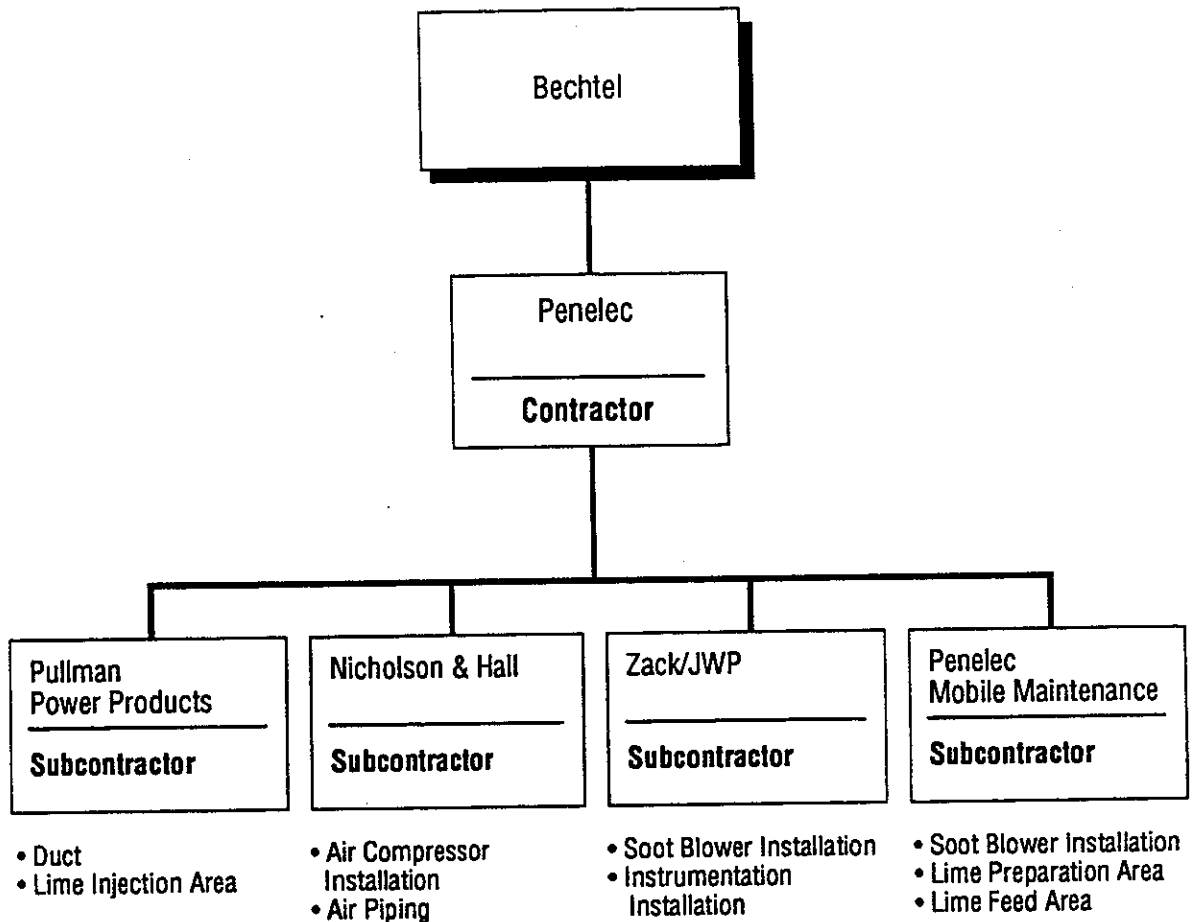 Bechtel
Penelec
Contractor
Pullman
Power Products
Subcontractor
• Duct
• Lime Injection Area
Nicholson & Hall
Subcontractor
• Air Compressor
Installation
• Air Piping
Zack/JWP
Subcontractor
• Soot Blower Installation
• Instrumentation
Installation
Penelec
Mobile Maintenance
Subcontractor
• Soot Blower Installation
• Lime Preparation Area
• Lime Feed Area